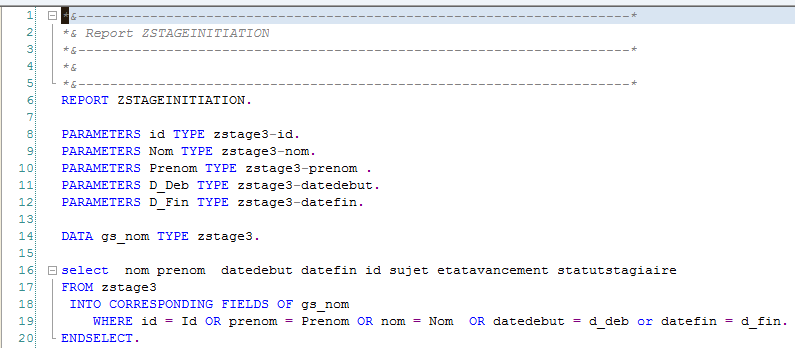 1 *&---------------------------------------------------------------------*
2 *& Report ZSTAGEINITIATION
3 *&---------------------------------------------------------------------*
4 *&
5 *&---------------------------------------------------------------------*
6 REPORT ZSTAGEINITIATION.
7
8 PARAMETERS id TYPE zstage3-id.
9 PARAMETERS Nom TYPE zstage3-nom.
10 PARAMETERS Prenom TYPE zstage3-prenom .
11 PARAMETERS D_Deb TYPE zstage3-datedebut.
12 PARAMETERS D_Fin TYPE zstage3-datefin.
13
14 DATA gs_nom TYPE zstage3.
15
16 select  nom prenom  datedebut datefin id sujet etatavancement statutstagiaire
17 FROM zstage3
18  INTO CORRESPONDING FIELDS OF gs_nom
19    WHERE id = Id OR prenom = Prenom OR nom = Nom  OR datedebut = d_deb or datefin = d_fin.
20 ENDSELECT.